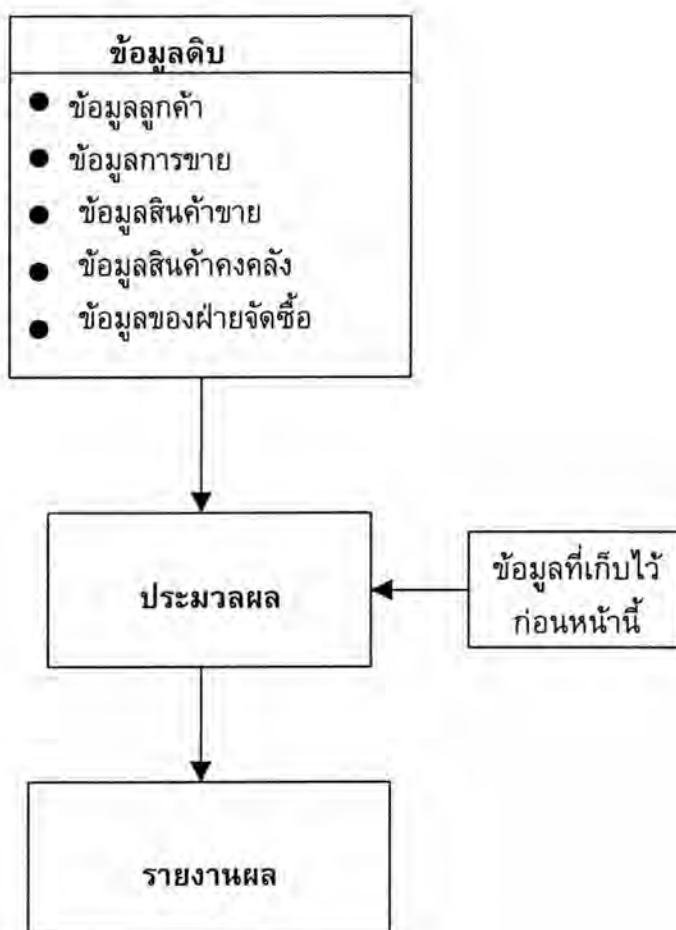 ข้อมูลดิบ
● ข้อมูลลูกค้า
● ข้อมูลการขาย
● ข้อมูลสินค้าขาย
● ข้อมูลสินค้าคงคลัง
● ข้อมูลของฝ่ายจัดซื้อ
ประมวลผล
ข้อมูลที่เก็บไว้
ก่อนหน้านี้
รายงานผล